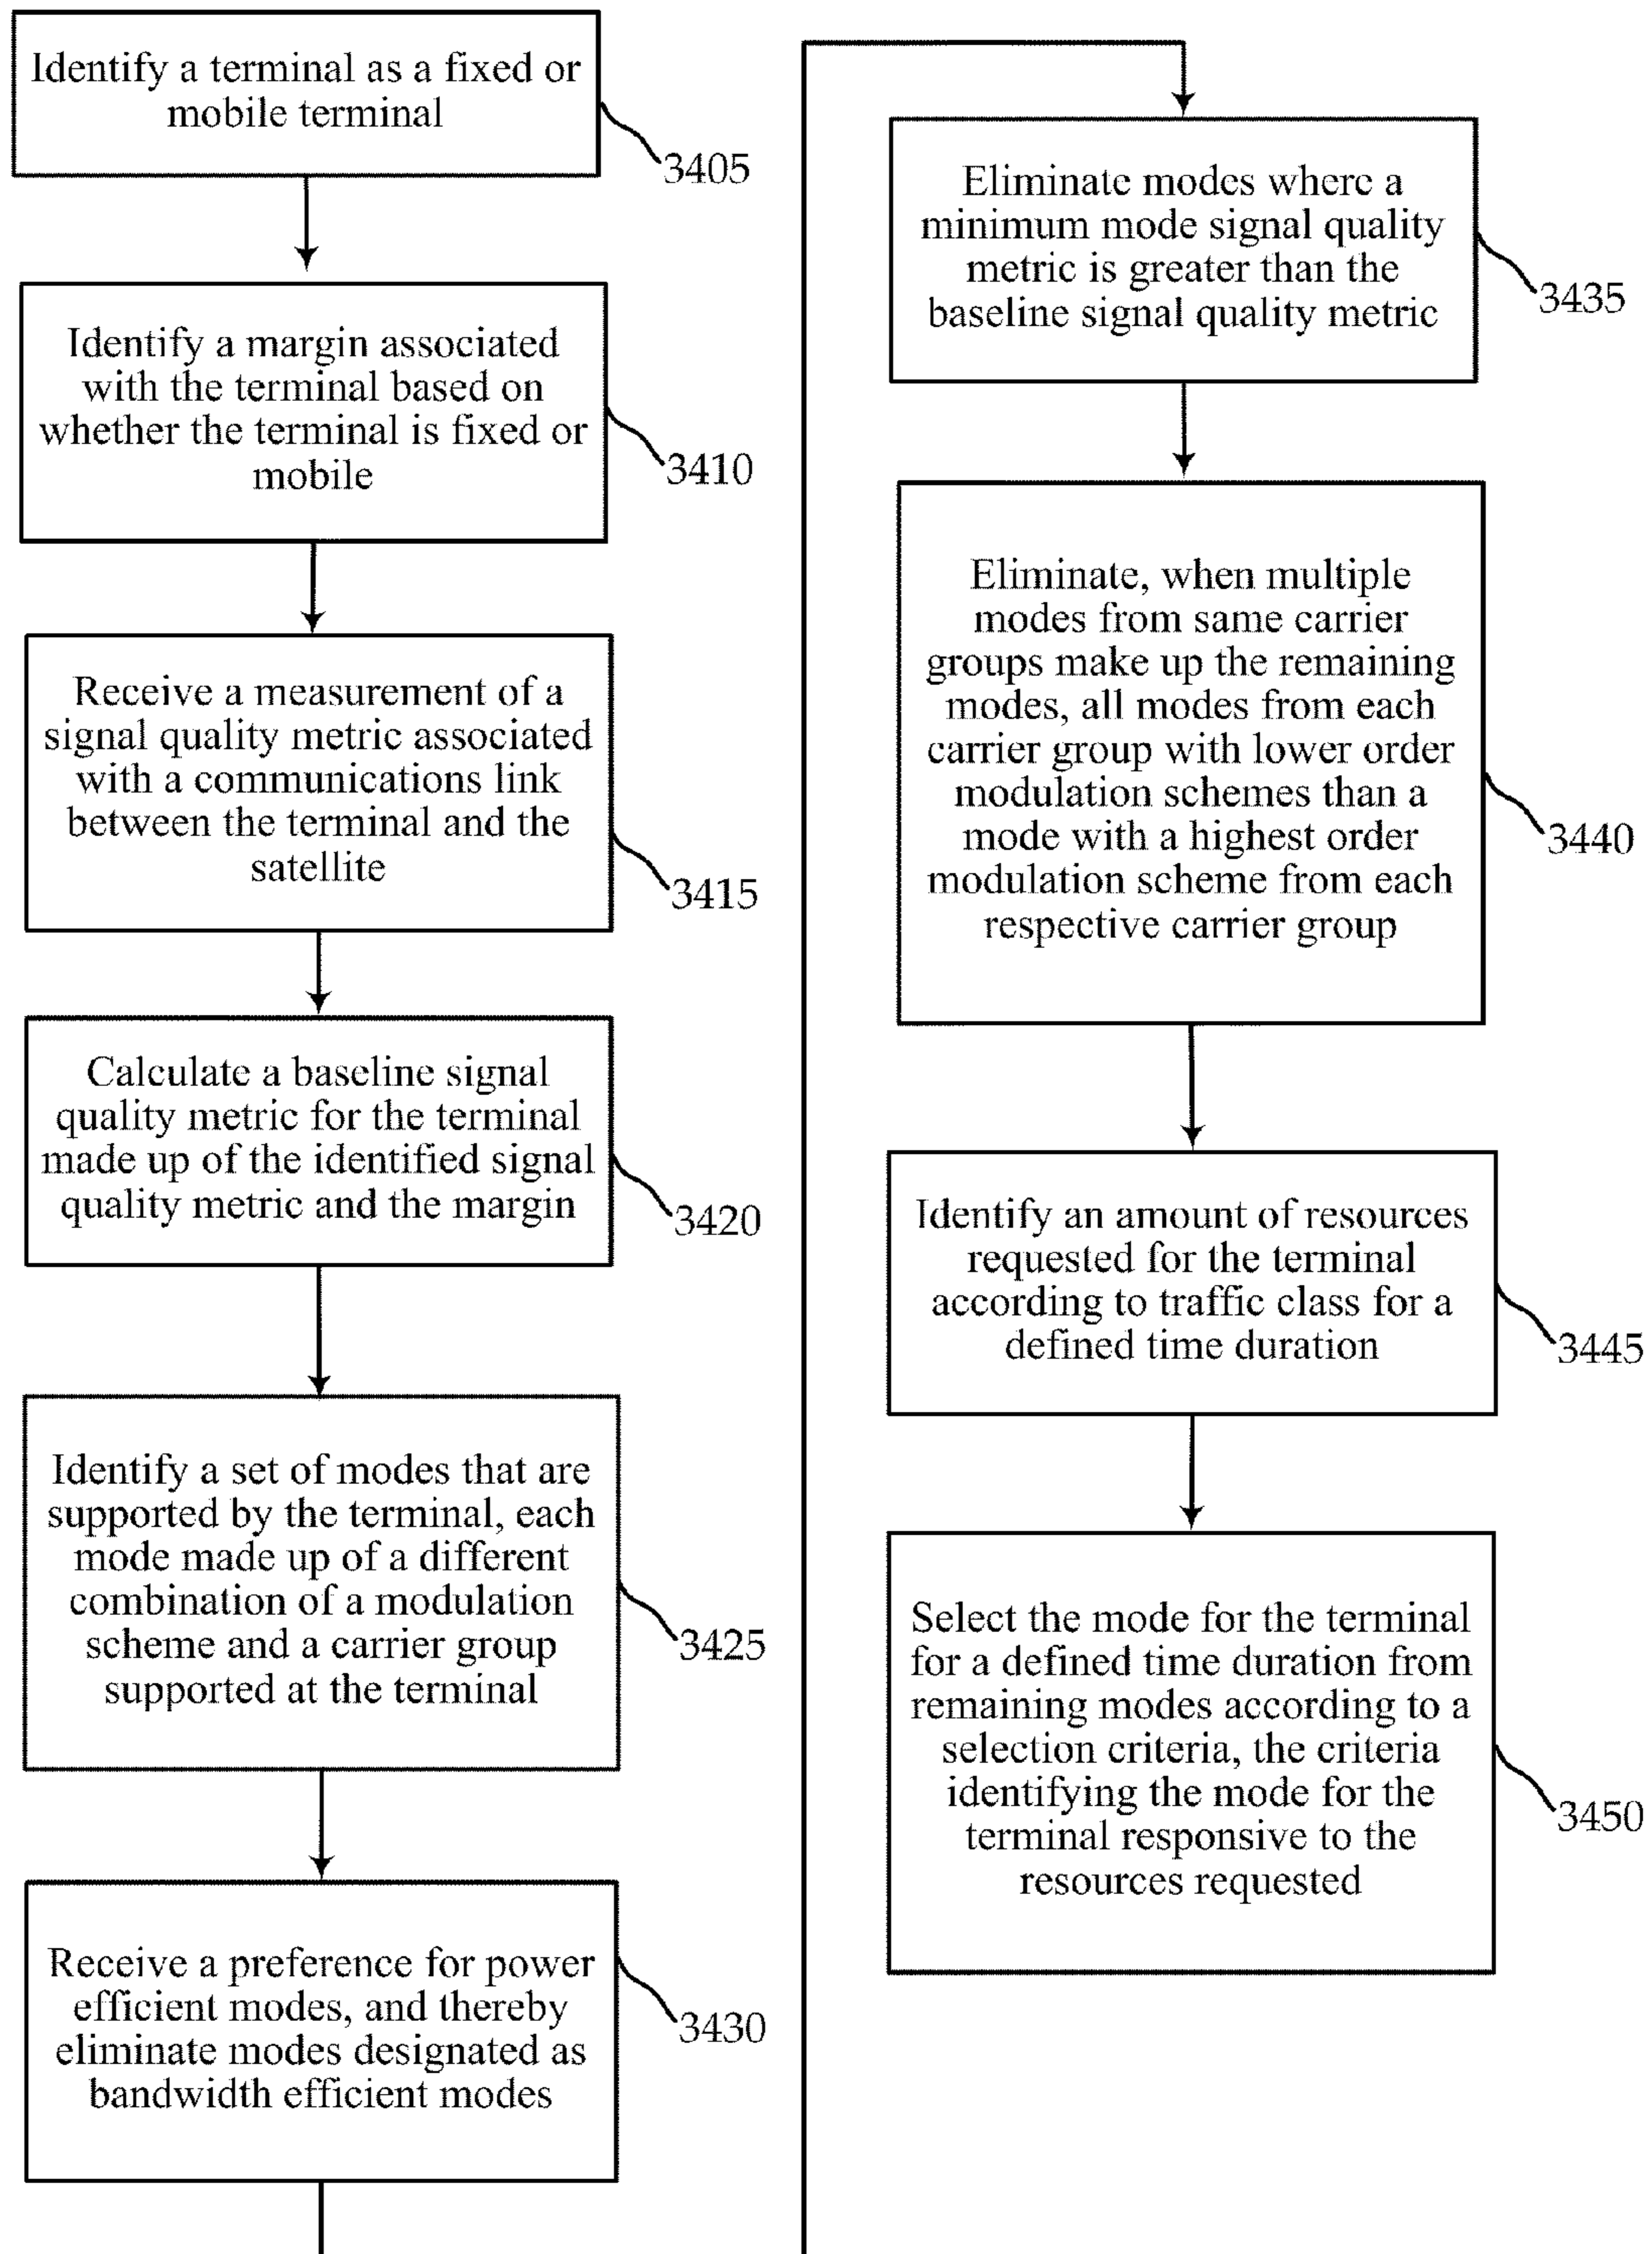 Identify a terminal as a fixed or
mobile terminal
3405
Identify a margin associated
with the terminal based on
whether the terminal is fixed or
mobile
3410
Receive a measurement of a
signal quality metric associated
with a communications link
between the terminal and the
satellite
3415
Calculate a baseline signal
quality metric for the terminal
made up of the identified signal
quality metric and the margin
3420
Identify a set of modes that are
supported by the terminal, each
mode made up of a different
combination of a modulation
scheme and a carrier group
supported at the terminal
3425
Receive a preference for power
efficient modes, and thereby
eliminate modes designated as
bandwidth efficient modes
3430
Eliminate modes where a
minimum mode signal quality
metric is greater than the
baseline signal quality metric
3435
Eliminate, when multiple
modes from same carrier
groups make up the remaining
modes, all modes from each
carrier group with lower order
modulation schemes than a
mode with a highest order
modulation scheme from each
respective carrier group
3440
Identify an amount of resources
requested for the terminal
according to traffic class for a
defined time duration
3445
Select the mode for the terminal
for a defined time duration from
remaining modes according to a
selection criteria, the criteria
identifying the mode for the
terminal responsive to the
resources requested
3450